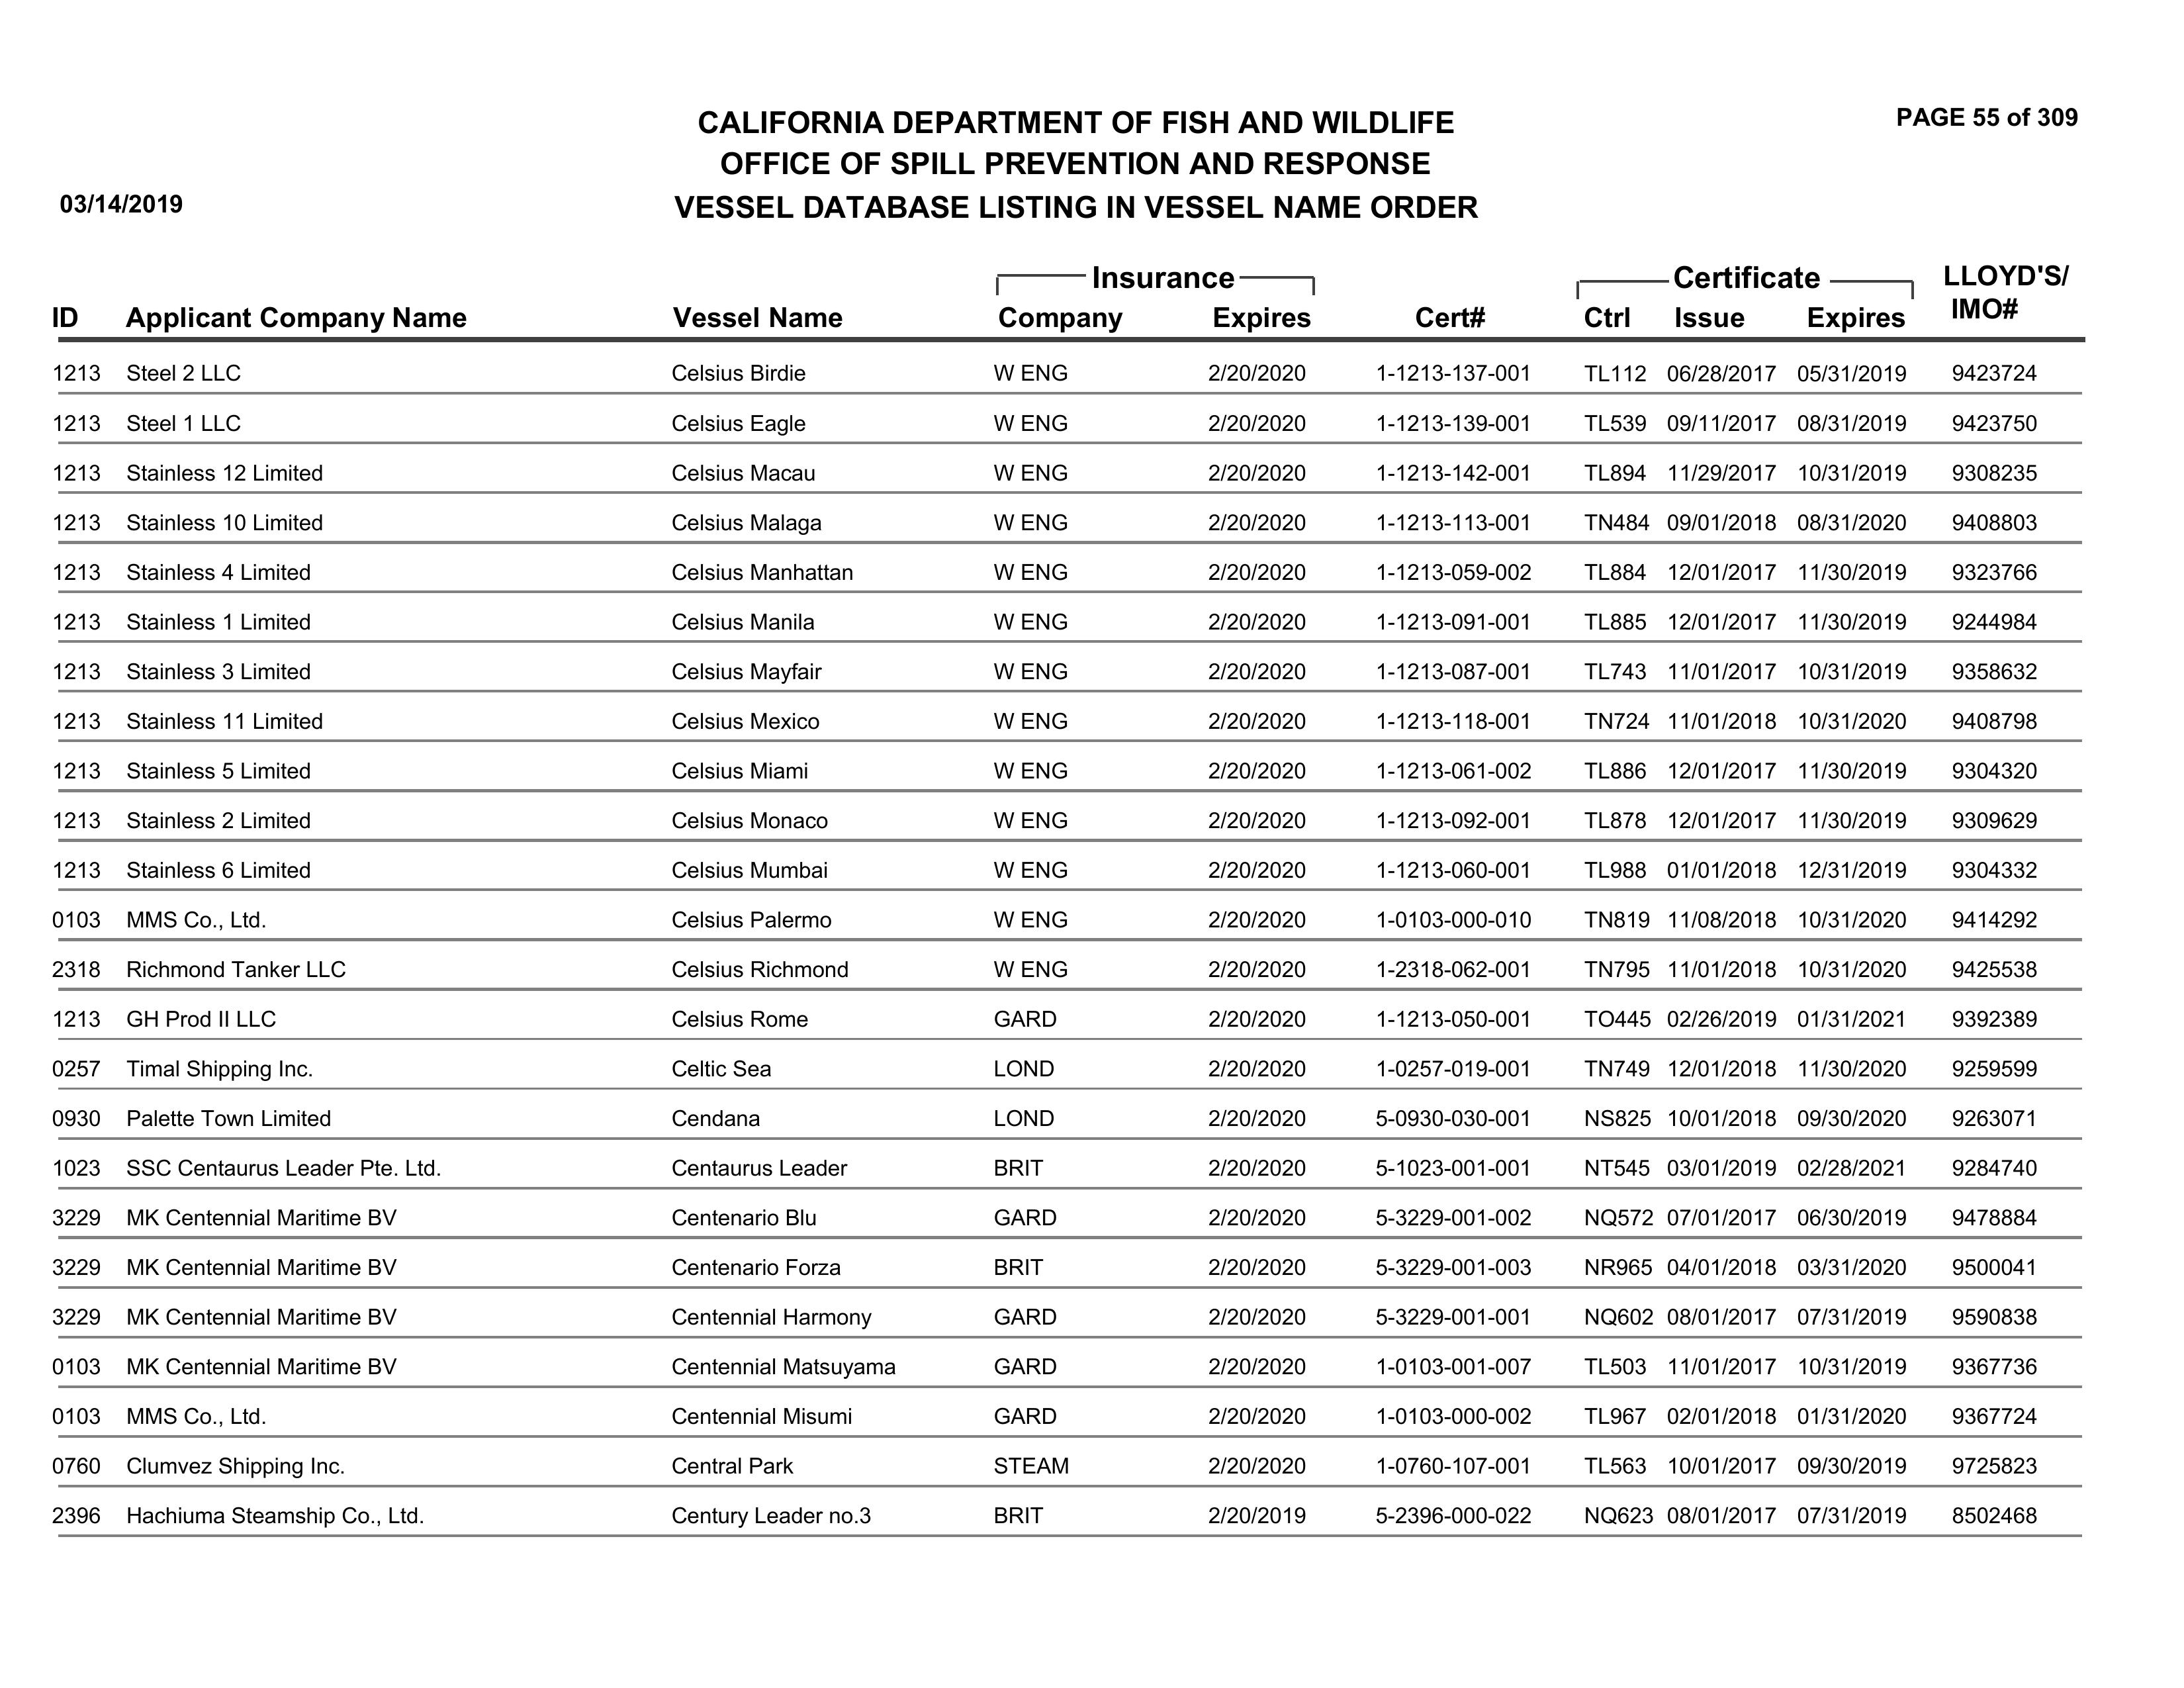 PAGE 55 of 309
CALIFORNIA DEPARTMENT OF FISH AND WILDLIFE
OFFICE OF SPILL PREVENTION AND RESPONSE
03/14/2019 VESSEL DATABASE LISTING IN VESSEL NAME ORDER
Insurance Certificate LLOYD'S/
ID Applicant Company Name Vessel Name Company Expires Cert# Ctrl Issue Expires IMO#
1213 Steel 2 LLC Celsius Birdie W ENG 2/20/2020 1-1213-137-001 TL112 06/28/2017 05/31/2019 9423724
1213 Steel 1 LLC Celsius Eagle W ENG 2/20/2020 1-1213-139-001 TL539 09/11/2017 08/31/2019 9423750
1213 Stainless 12 Limited Celsius Macau W ENG 2/20/2020 1-1213-142-001 TL894 11/29/2017 10/31/2019 9308235
1213 Stainless 10 Limited Celsius Malaga W ENG 2/20/2020 1-1213-113-001 TN484 09/01/2018 08/31/2020 9408803
1213 Stainless 4 Limited Celsius Manhattan W ENG 2/20/2020 1-1213-059-002 TL884 12/01/2017 11/30/2019 9323766
1213 Stainless 1 Limited Celsius Manila W ENG 2/20/2020 1-1213-091-001 TL885 12/01/2017 11/30/2019 9244984
1213 Stainless 3 Limited Celsius Mayfair W ENG 2/20/2020 1-1213-087-001 TL743 11/01/2017 10/31/2019 9358632
1213 Stainless 11 Limited Celsius Mexico W ENG 2/20/2020 1-1213-118-001 TN724 11/01/2018 10/31/2020 9408798
1213 Stainless 5 Limited Celsius Miami W ENG 2/20/2020 1-1213-061-002 TL886 12/01/2017 11/30/2019 9304320
1213 Stainless 2 Limited Celsius Monaco W ENG 2/20/2020 1-1213-092-001 TL878 12/01/2017 11/30/2019 9309629
1213 Stainless 6 Limited Celsius Mumbai W ENG 2/20/2020 1-1213-060-001 TL988 01/01/2018 12/31/2019 9304332
0103 MMS Co., Ltd. Celsius Palermo W ENG 2/20/2020 1-0103-000-010 TN819 11/08/2018 10/31/2020 9414292
2318 Richmond Tanker LLC Celsius Richmond W ENG 2/20/2020 1-2318-062-001 TN795 11/01/2018 10/31/2020 9425538
1213 GH Prod II LLC Celsius Rome GARD 2/20/2020 1-1213-050-001 TO445 02/26/2019 01/31/2021 9392389
0257 Timal Shipping Inc. Celtic Sea LOND 2/20/2020 1-0257-019-001 TN749 12/01/2018 11/30/2020 9259599
0930 Palette Town Limited Cendana LOND 2/20/2020 5-0930-030-001 NS825 10/01/2018 09/30/2020 9263071
1023 SSC Centaurus Leader Pte. Ltd. Centaurus Leader BRIT 2/20/2020 5-1023-001-001 NT545 03/01/2019 02/28/2021 9284740
3229 MK Centennial Maritime BV Centenario Blu GARD 2/20/2020 5-3229-001-002 NQ572 07/01/2017 06/30/2019 9478884
3229 MK Centennial Maritime BV Centenario Forza BRIT 2/20/2020 5-3229-001-003 NR965 04/01/2018 03/31/2020 9500041
3229 MK Centennial Maritime BV Centennial Harmony GARD 2/20/2020 5-3229-001-001 NQ602 08/01/2017 07/31/2019 9590838
0103 MK Centennial Maritime BV Centennial Matsuyama GARD 2/20/2020 1-0103-001-007 TL503 11/01/2017 10/31/2019 9367736
0103 MMS Co., Ltd. Centennial Misumi GARD 2/20/2020 1-0103-000-002 TL967 02/01/2018 01/31/2020 9367724
0760 Clumvez Shipping Inc. Central Park STEAM 2/20/2020 1-0760-107-001 TL563 10/01/2017 09/30/2019 9725823
2396 Hachiuma Steamship Co., Ltd. Century Leader no.3 BRIT 2/20/2019 5-2396-000-022 NQ623 08/01/2017 07/31/2019 8502468